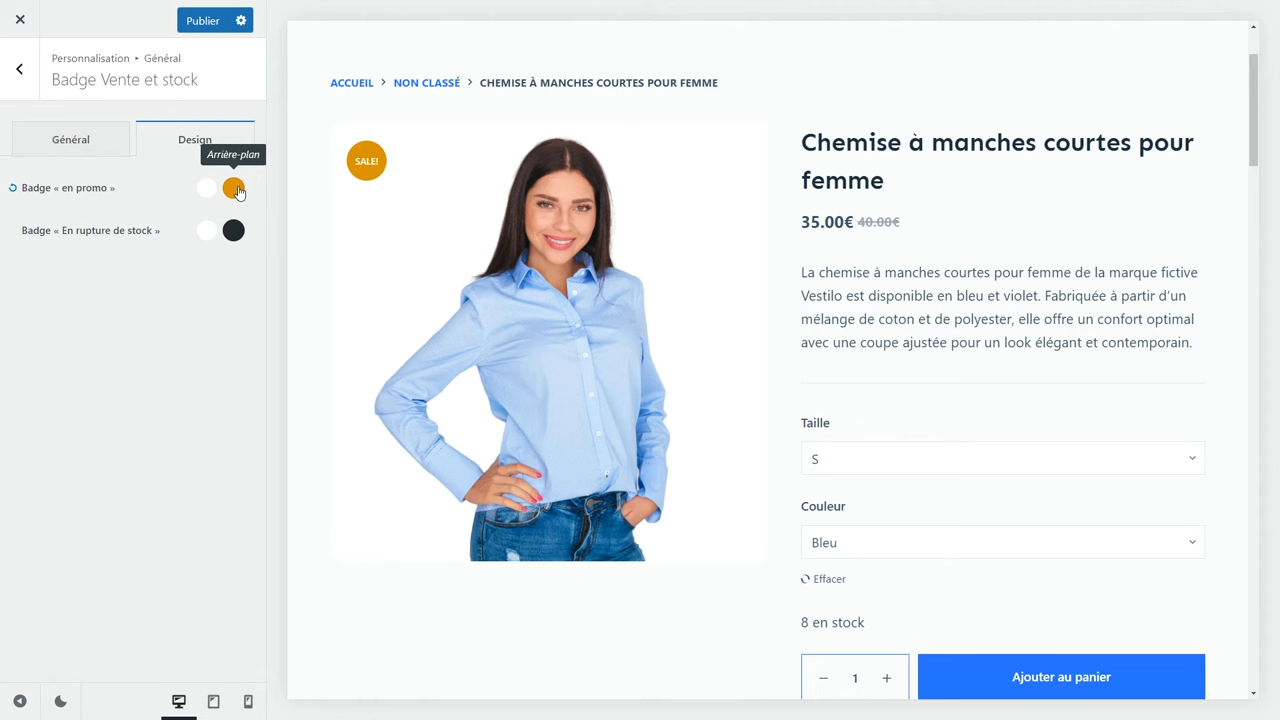 Publier
Personnalisation ‣ Général
Badge Vente et stock
Général
Design
Arrière-plan
Badge « en promo »
Badge « En rupture de stock »
ACCUEIL > NON CLASSÉ > CHEMISE À MANCHES COURTES POUR FEMME
SALE!
Chemise à manches courtes pour
femme
35.00€ 40.00€
La chemise à manches courtes pour femme de la marque fictive
Vestilo est disponible en bleu et violet. Fabriquée à partir d'un
mélange de coton et de polyester, elle offre un confort optimal
avec une coupe ajustée pour un look élégant et contemporain.
Taille
S
Couleur
Bleu
Effacer
8 en stock
− 1 +
Ajouter au panier